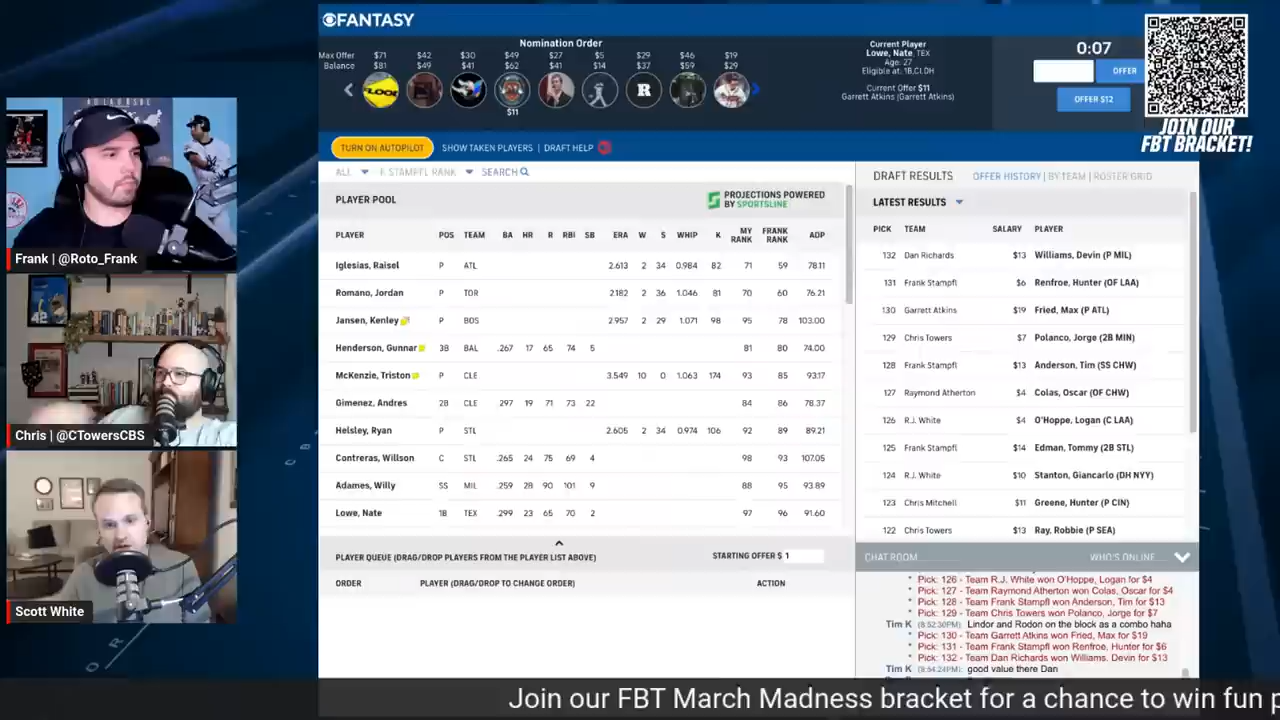 FANTASY
Nomination Order
Max Offer $71 $42 $30 $49 $27 $5 $29 $46 $19
Balance $81 $49 $41 $62 $41 $14 $37 $59 $29
R
$11
Current Player
Lowe, Nate, TEX
Age: 27
Eligible at: 1B,CI,DH
Current Offer $11
Garrett Atkins (Garrett Atkins)
0:07
OFFER
OFFER $12
JOIN OUR
FBT BRACKET!
TURN ON AUTOPILOT SHOW TAKEN PLAYERS | DRAFT HELP
ALL F. STAMPFL RANK SEARCH
PLAYER POOL
PROJECTIONS POWERED
BY SPORTSLINE
PLAYER POS TEAM BA HR R RBI SB ERA W S WHIP K MY RANK FRANK RANK ADP
Iglesias, Raisel P ATL 2.613 2 34 0.984 82 71 59 78.11
Romano, Jordan P TOR 2.182 2 36 1.046 81 70 60 76.21
Jansen, Kenley P BOS 2.957 2 29 1.071 98 95 78 103.00
Henderson, Gunnar 3B BAL .267 17 65 74 5 81 80 74.00
McKenzie, Triston P CLE 3.549 10 0 1.063 174 93 85 93.17
Gimenez, Andres 2B CLE .297 19 71 73 22 84 86 78.37
Helsley, Ryan P STL 2.605 2 34 0.974 106 92 89 89.21
Contreras, Willson C STL .265 24 75 69 4 98 93 107.05
Adames, Willy SS MIL .259 28 90 101 9 88 95 93.89
Lowe, Nate 1B TEX .299 23 65 70 2 97 96 91.60
PLAYER QUEUE (DRAG/DROP PLAYERS FROM THE PLAYER LIST ABOVE) STARTING OFFER $ 1
ORDER PLAYER (DRAG/DROP TO CHANGE ORDER) ACTION
DRAFT RESULTS OFFER HISTORY | BY TEAM | ROSTER GRID
LATEST RESULTS
PICK TEAM SALARY PLAYER
132 Dan Richards $13 Williams, Devin (P MIL)
131 Frank Stampfl $6 Renfroe, Hunter (OF LAA)
130 Garrett Atkins $19 Fried, Max (P ATL)
129 Chris Towers $7 Polanco, Jorge (2B MIN)
128 Frank Stampfl $13 Anderson, Tim (SS CHW)
127 Raymond Atherton $4 Colas, Oscar (OF CHW)
126 R.J. White $4 O'Hoppe, Logan (C LAA)
125 Frank Stampfl $14 Edman, Tommy (2B STL)
124 R.J. White $10 Stanton, Giancarlo (DH NYY)
123 Chris Mitchell $11 Greene, Hunter (P CIN)
122 Chris Towers $13 Ray, Robbie (P SEA)
CHAT ROOM WHO'S ONLINE
* Pick: 126 - Team R.J. White won O'Hoppe, Logan for $4
* Pick: 127 - Team Raymond Atherton won Colas, Oscar for $4
* Pick: 128 - Team Frank Stampfl won Anderson, Tim for $13
* Pick: 129 - Team Chris Towers won Polanco, Jorge for $7
Tim K (8:52:30PM): Lindor and Rodon on the block as a combo haha
* Pick: 130 - Team Garrett Atkins won Fried, Max for $19
* Pick: 131 - Team Frank Stampfl won Renfroe, Hunter for $6
* Pick: 132 - Team Dan Richards won Williams, Devin for $13
Tim K (8:54:24PM): good value there Dan
Frank | @Roto_Frank
Chris | @CTowersCBS
Scott White
Join our FBT March Madness bracket for a chance to win fun p